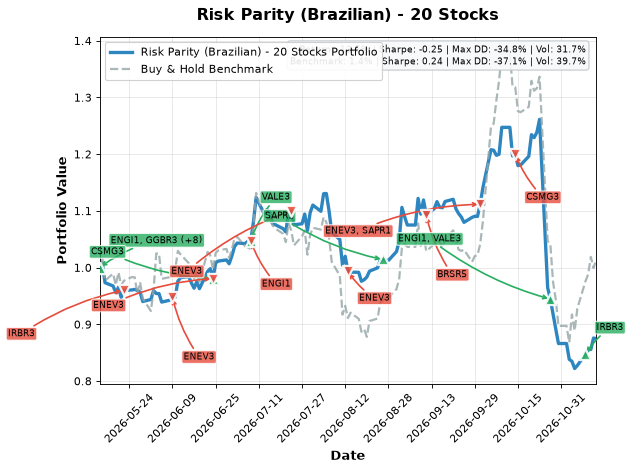 Risk Parity (Brazilian) - 20 Stocks
Risk Parity (Brazilian) - 20 Stocks Portfolio
Buy & Hold Benchmark
Sharpe: -0.25 | Max DD: -34.8% | Vol: 31.7%
Benchmark: 1.4% | Sharpe: 0.24 | Max DD: -37.1% | Vol: 39.7%
Portfolio Value
1.4
1.3
1.2
1.1
1.0
0.9
0.8
VALE3
SAPR
CSMG3
ENGI1, GGBR3 (+8)
CSMG3
ENEV3, SAPR1
ENGI1, VALE3
ENEV3
ENGI1
BRSR5
ENEV3
ENEV3
IRBR3
IRBR3
ENEV3
2026-05-24
2026-06-09
2026-06-25
2026-07-11
2026-07-27
2026-08-12
2026-08-28
2026-09-13
2026-09-29
2026-10-15
2026-10-31
Date